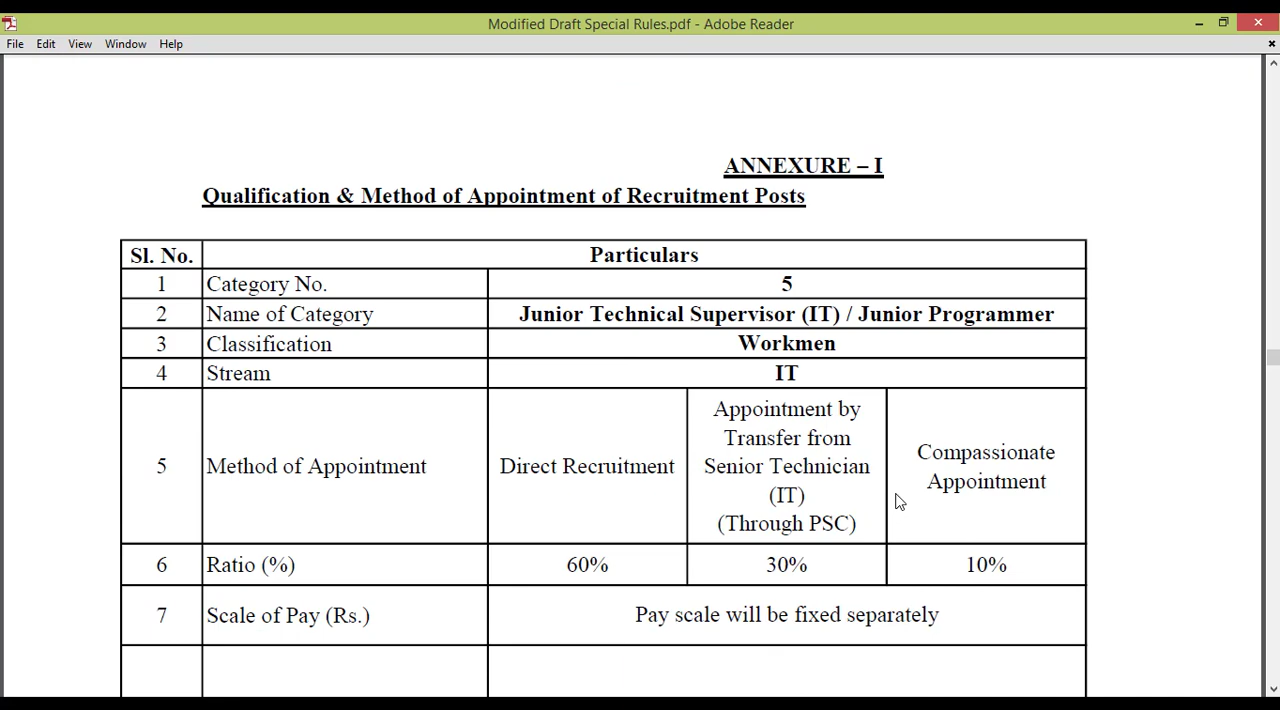 Modified Draft Special Rules.pdf - Adobe Reader
File Edit View Window Help
ANNEXURE – I
Qualification & Method of Appointment of Recruitment Posts
Sl. No. Particulars
1 Category No. 5
2 Name of Category Junior Technical Supervisor (IT) / Junior Programmer
3 Classification Workmen
4 Stream IT
5 Method of Appointment Direct Recruitment
Appointment by
Transfer from
Senior Technician
(IT)
(Through PSC)
Compassionate
Appointment
6 Ratio (%) 60% 30% 10%
7 Scale of Pay (Rs.) Pay scale will be fixed separately